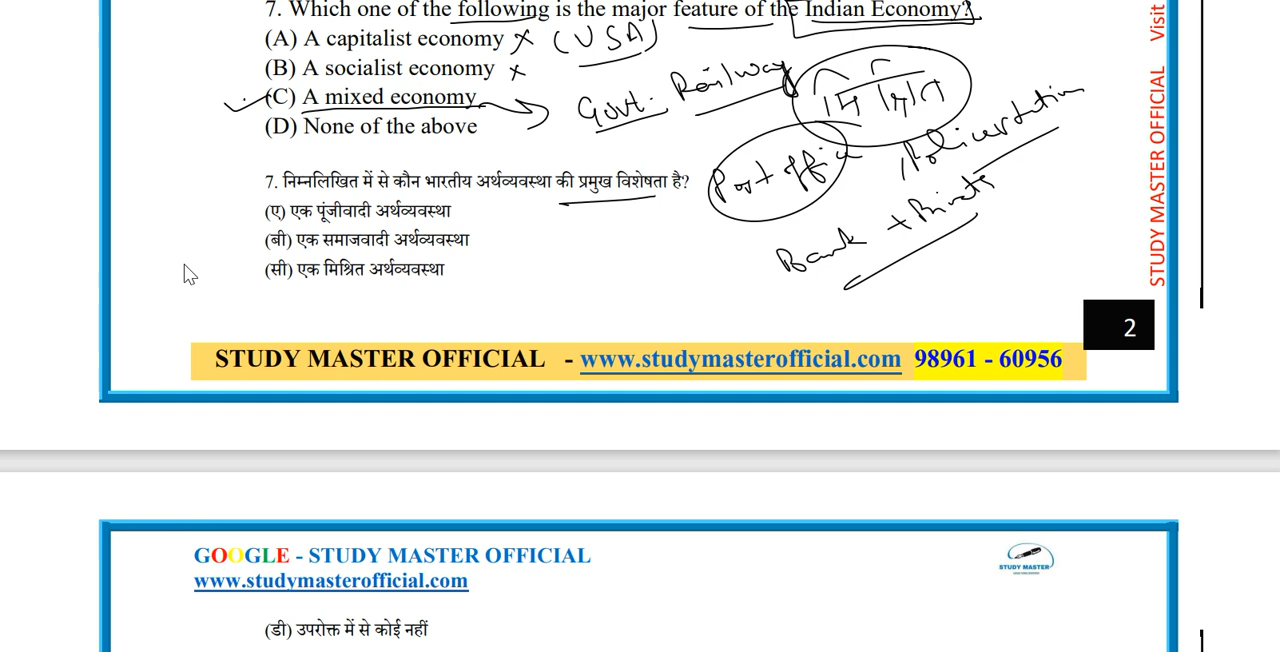 7. Which one of the following is the major feature of the Indian Economy?
(A) A capitalist economy × (USA)
(B) A socialist economy ×
(C) A mixed economy Govt. Railway
(D) None of the above
मिश्रित
Post office Police station
Bank + Private
7. निम्नलिखित में से कौन भारतीय अर्थव्यवस्था की प्रमुख विशेषता है?
(ए) एक पूंजीवादी अर्थव्यवस्था
(बी) एक समाजवादी अर्थव्यवस्था
(सी) एक मिश्रित अर्थव्यवस्था
STUDY MASTER OFFICIAL Visit
2
STUDY MASTER OFFICIAL - www.studymasterofficial.com 98961 - 60956
GOOGLE - STUDY MASTER OFFICIAL
www.studymasterofficial.com
STUDY MASTER
(डी) उपरोक्त में से कोई नहीं